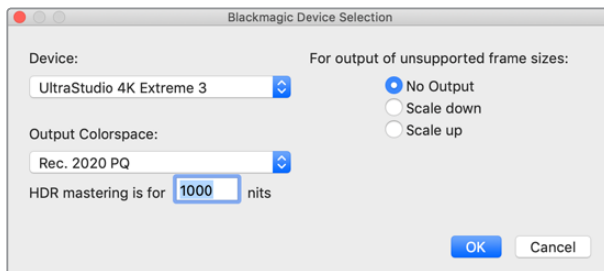 Blackmagic Device Selection
Device:
UltraStudio 4K Extreme 3
Output Colorspace:
Rec. 2020 PQ
HDR mastering is for 1000 nits
For output of unsupported frame sizes:
No Output
Scale down
Scale up
OK Cancel